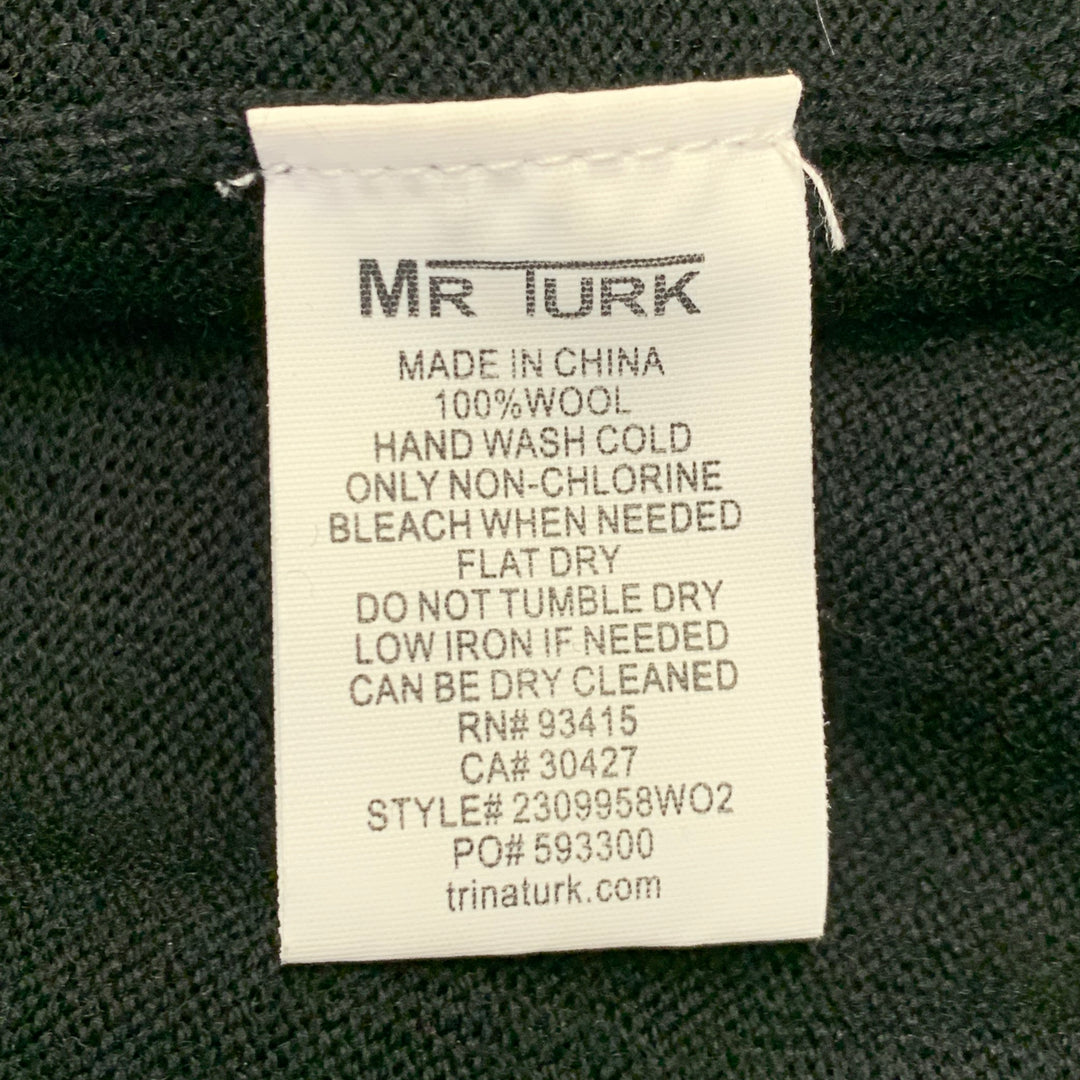 MR TURK
MADE IN CHINA
100%WOOL
HAND WASH COLD
ONLY NON-CHLORINE
BLEACH WHEN NEEDED
FLAT DRY
DO NOT TUMBLE DRY
LOW IRON IF NEEDED
CAN BE DRY CLEANED
RN# 93415
CA# 30427
STYLE# 2309958WO2
PO# 593300
trinaturk.com